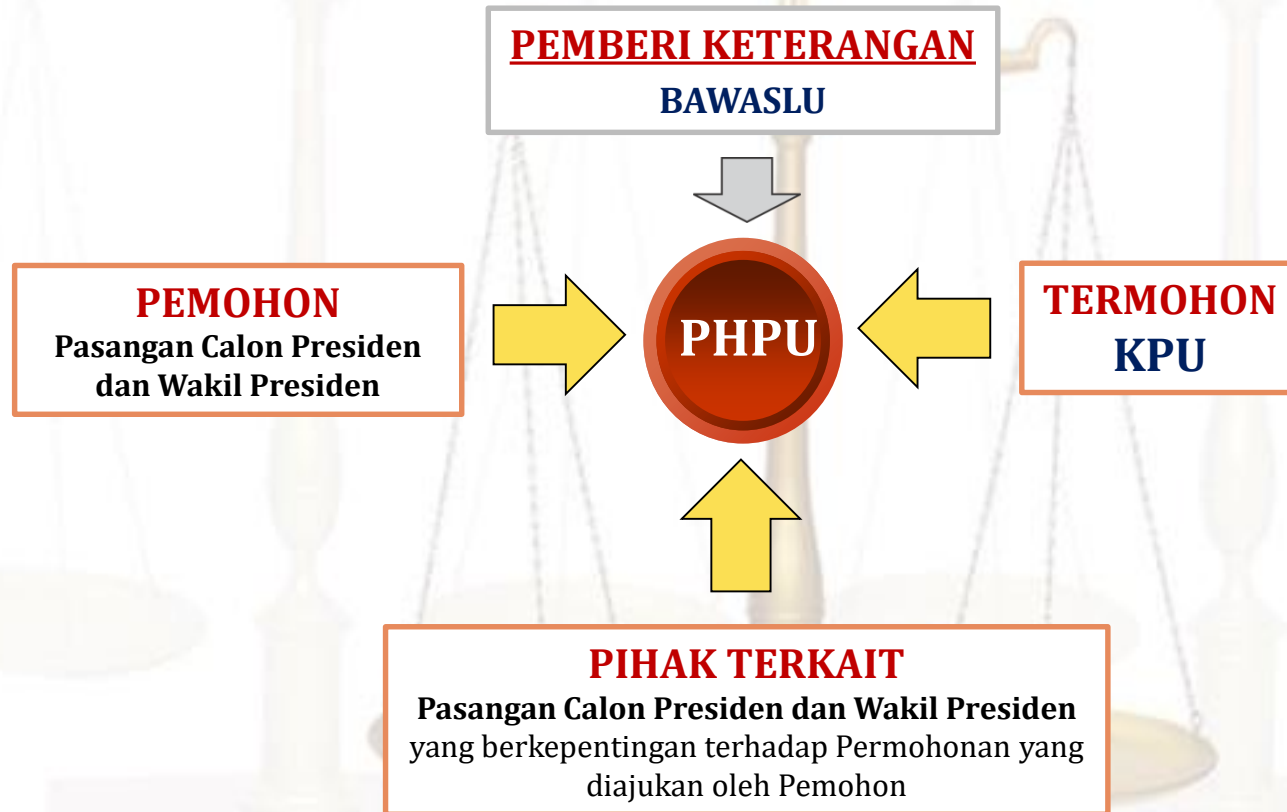 PEMBERI KETERANGAN
BAWASLU
PEMOHON
Pasangan Calon Presiden
dan Wakil Presiden
PHPU
TERMOHON
KPU
PIHAK TERKAIT
Pasangan Calon Presiden dan Wakil Presiden
yang berkepentingan terhadap Permohonan yang
diajukan oleh Pemohon